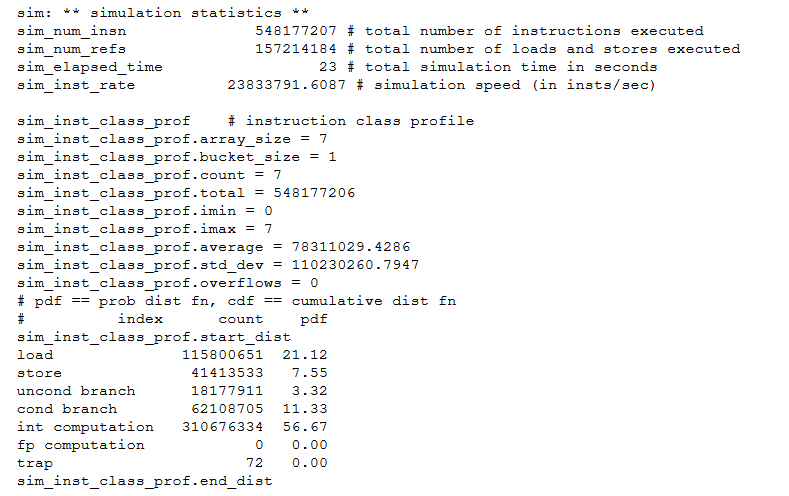 sim: ** simulation statistics **
sim_num_insn 548177207 # total number of instructions executed
sim_num_refs 157214184 # total number of loads and stores executed
sim_elapsed_time 23 # total simulation time in seconds
sim_inst_rate 23833791.6087 # simulation speed (in insts/sec)
sim_inst_class_prof # instruction class profile
sim_inst_class_prof.array_size = 7
sim_inst_class_prof.bucket_size = 1
sim_inst_class_prof.count = 7
sim_inst_class_prof.total = 548177206
sim_inst_class_prof.imin = 0
sim_inst_class_prof.imax = 7
sim_inst_class_prof.average = 78311029.4286
sim_inst_class_prof.std_dev = 110230260.7947
sim_inst_class_prof.overflows = 0
# pdf == prob dist fn, cdf == cumulative dist fn
# index count pdf
sim_inst_class_prof.start_dist
load 115800651 21.12
store 41413533 7.55
uncond branch 18177911 3.32
cond branch 62108705 11.33
int computation 310676334 56.67
fp computation 0 0.00
trap 72 0.00
sim_inst_class_prof.end_dist